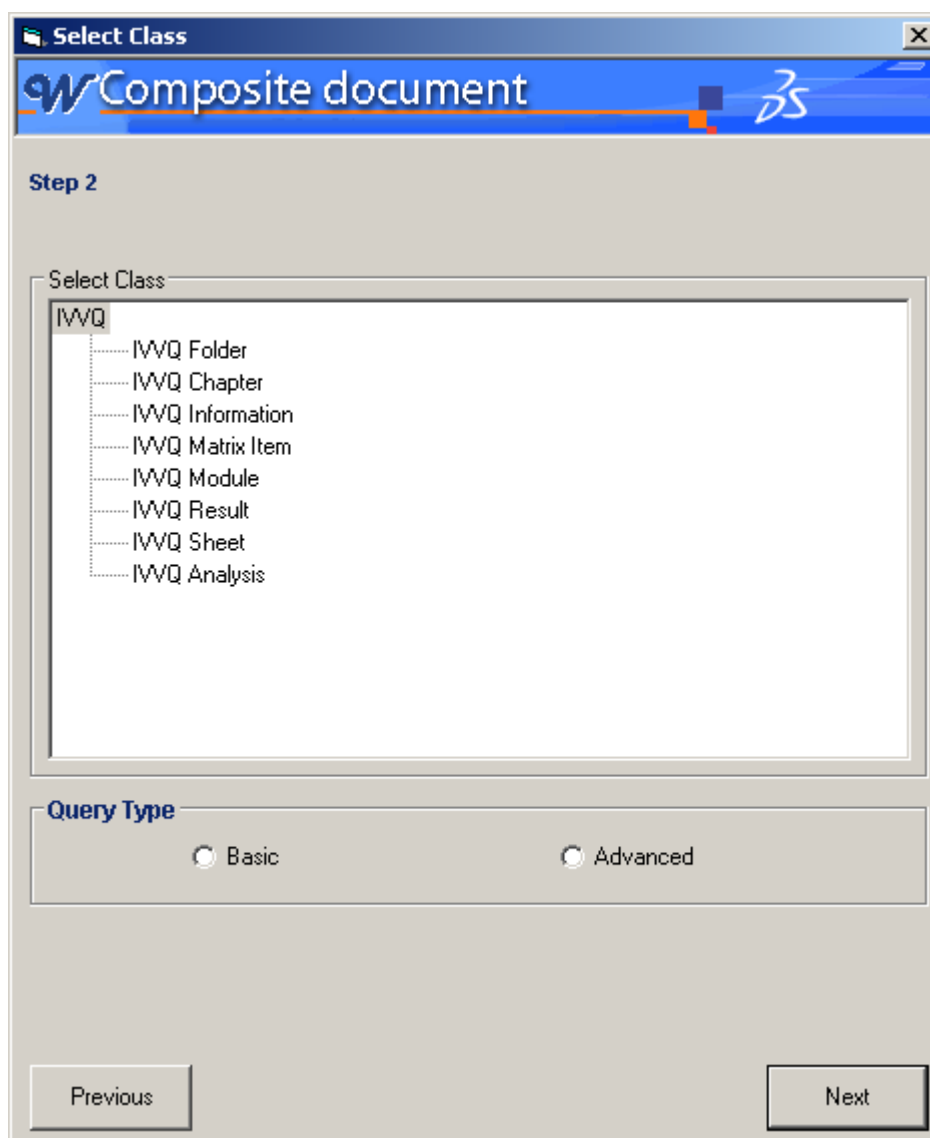 Select Class
Composite document
Step 2
Select Class
IVVQ
IVVQ Folder
IVVQ Chapter
IVVQ Information
IVVQ Matrix Item
IVVQ Module
IVVQ Result
IVVQ Sheet
IVVQ Analysis
Query Type
Basic Advanced
Previous Next